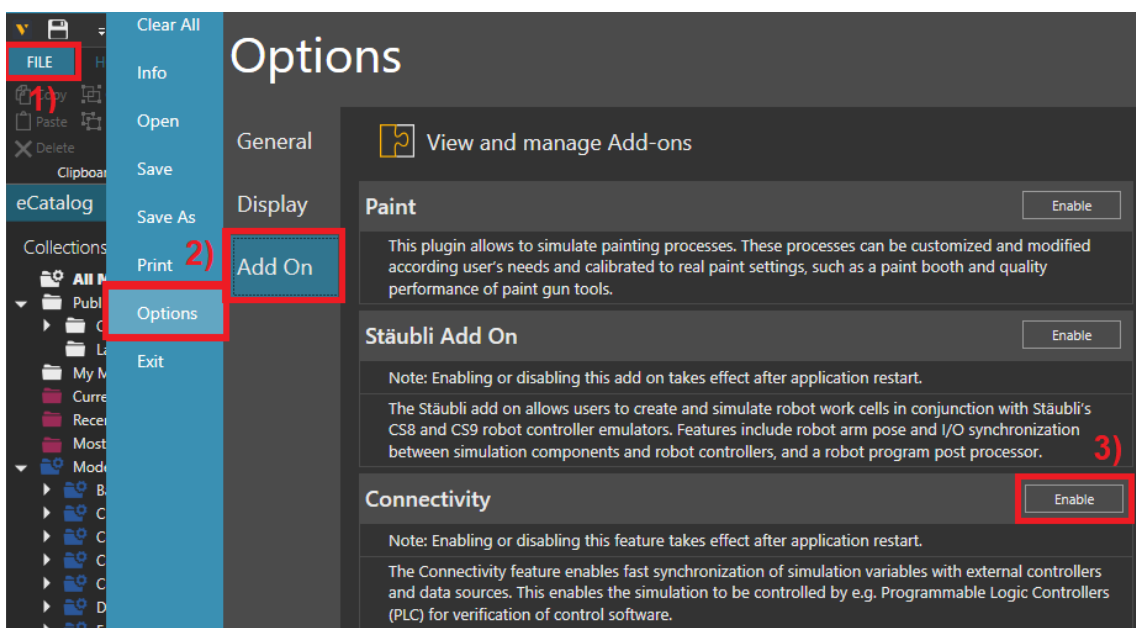 FILE
H
1)
Copy
Paste
Delete
Clipboar
eCatalog
Collections
All M
Publ
C
La
My M
Curre
Recei
Most
Mode
B
C
C
C
C
D
Clear All
Info
Open
Save
Save As
Print
2)
Options
Exit
Options
General
Display
Add On
View and manage Add-ons
Paint
Enable
This plugin allows to simulate painting processes. These processes can be customized and modified
according user's needs and calibrated to real paint settings, such as a paint booth and quality
performance of paint gun tools.
Stäubli Add On
Enable
Note: Enabling or disabling this add on takes effect after application restart.
The Stäubli add on allows users to create and simulate robot work cells in conjunction with Stäubli's
CS8 and CS9 robot controller emulators. Features include robot arm pose and I/O synchronization
between simulation components and robot controllers, and a robot program post processor.
3)
Connectivity
Enable
Note: Enabling or disabling this feature takes effect after application restart.
The Connectivity feature enables fast synchronization of simulation variables with external controllers
and data sources. This enables the simulation to be controlled by e.g. Programmable Logic Controllers
(PLC) for verification of control software.